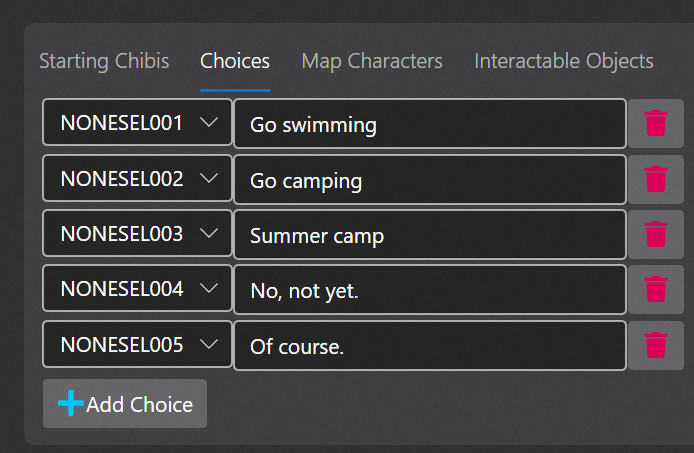 Starting Chibis Choices Map Characters Interactable Objects
NONESEL001 Go swimming
NONESEL002 Go camping
NONESEL003 Summer camp
NONESEL004 No, not yet.
NONESEL005 Of course.
Add Choice